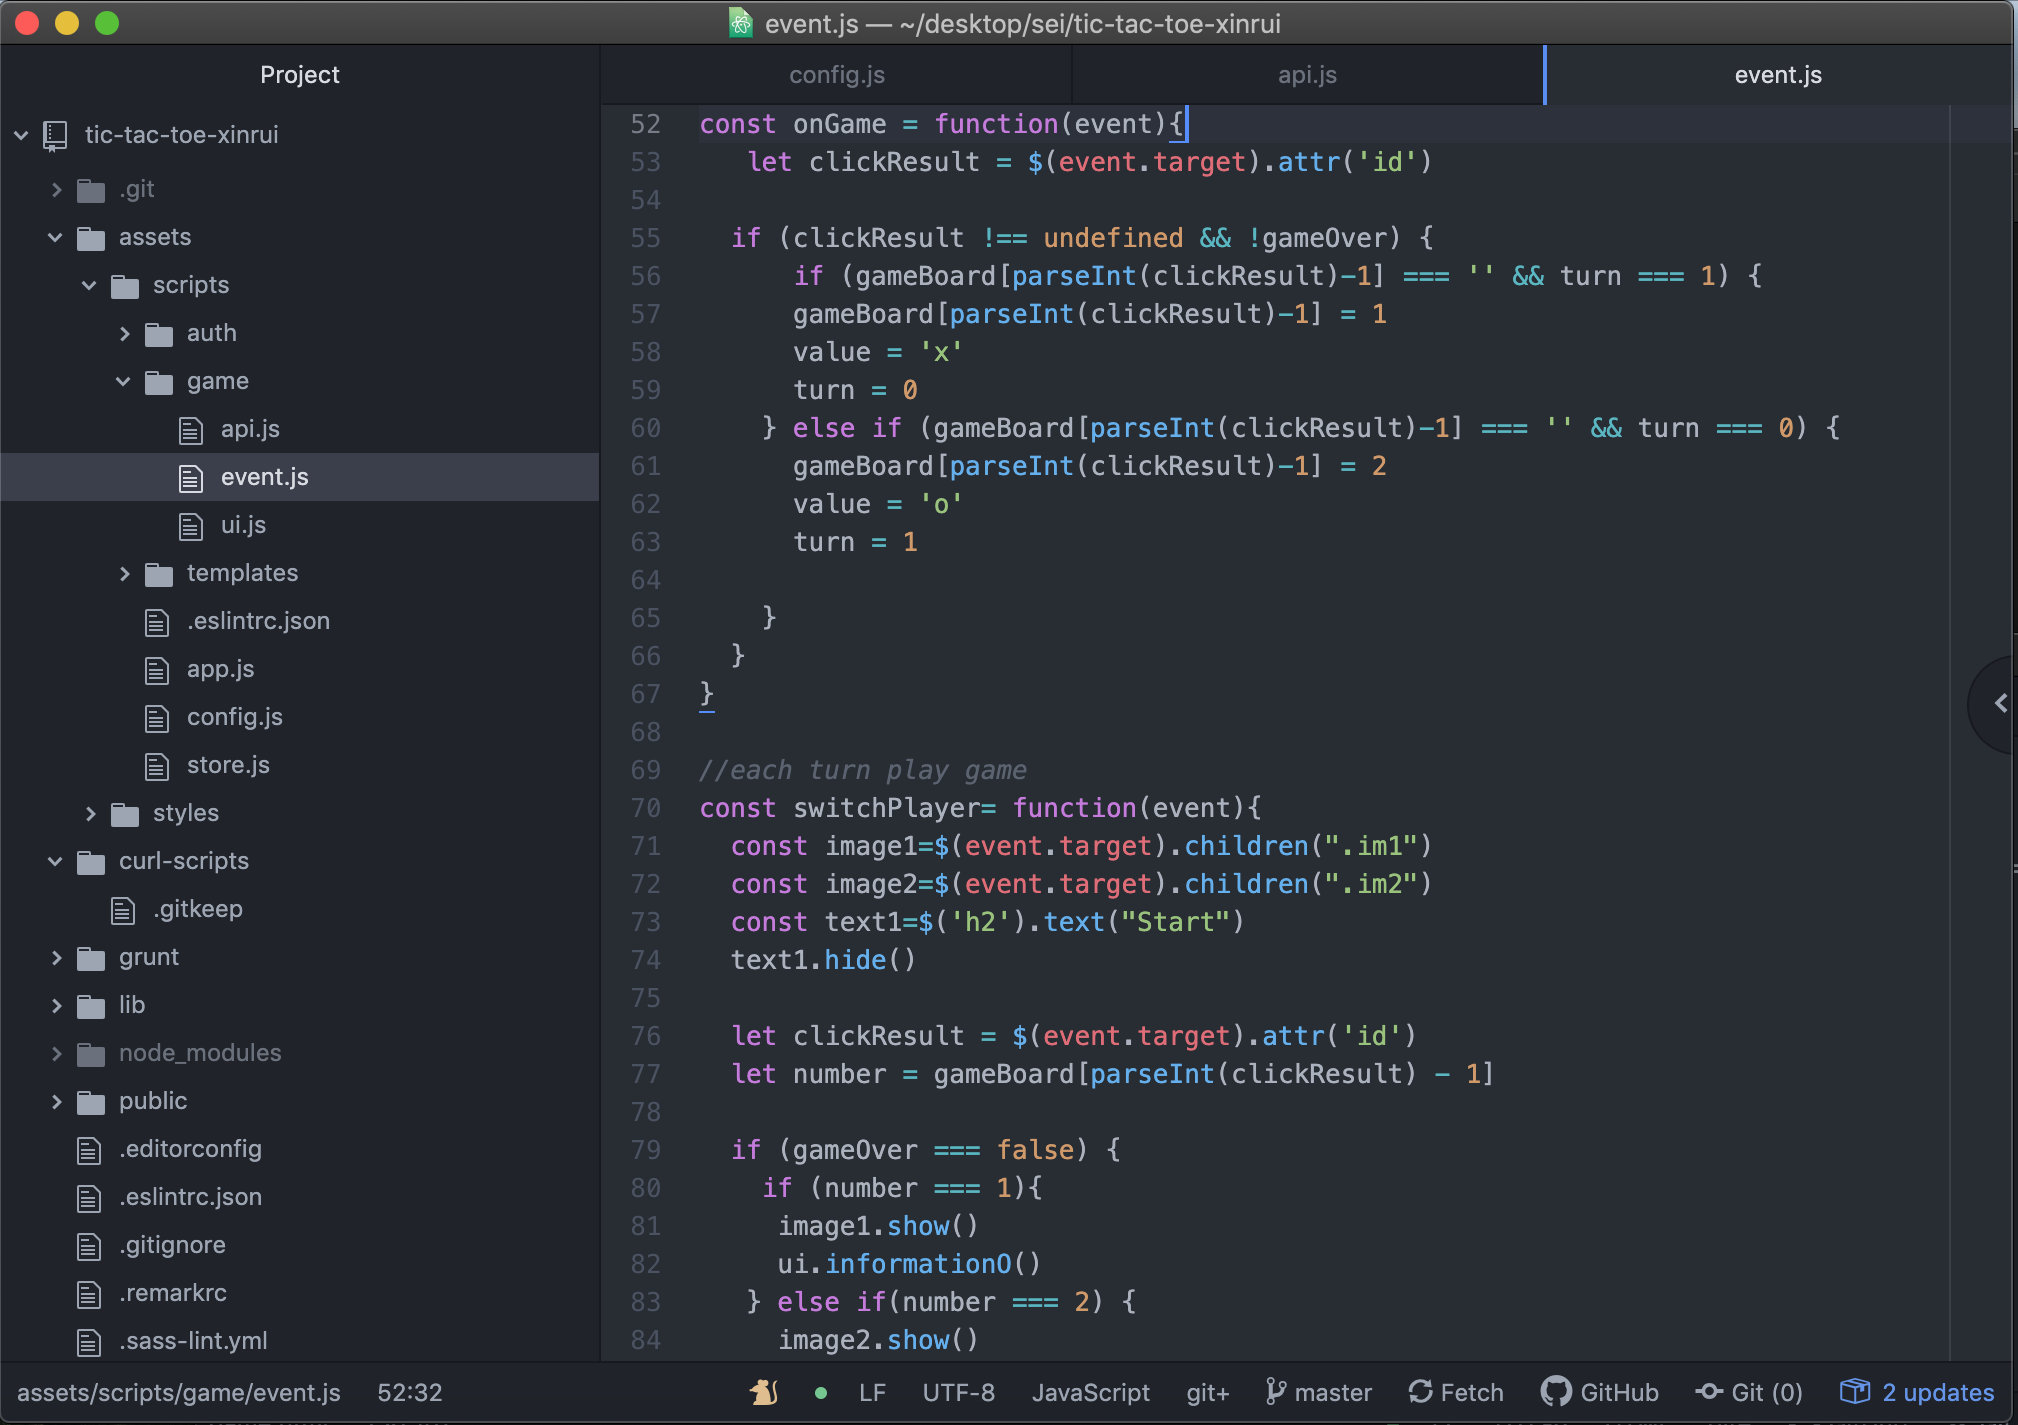 event.js — ~/desktop/sei/tic-tac-toe-xinrui
Project
tic-tac-toe-xinrui
.git
assets
scripts
auth
game
api.js
event.js
ui.js
templates
.eslintrc.json
app.js
config.js
store.js
styles
curl-scripts
.gitkeep
grunt
lib
node_modules
public
.editorconfig
.eslintrc.json
.gitignore
.remarkrc
.sass-lint.yml
config.js
api.js
event.js
52 const onGame = function(event){
53 let clickResult = $(event.target).attr('id')
54
55 if (clickResult !== undefined && !gameOver) {
56 if (gameBoard[parseInt(clickResult)-1] === '' && turn === 1) {
57 gameBoard[parseInt(clickResult)-1] = 1
58 value = 'x'
59 turn = 0
60 } else if (gameBoard[parseInt(clickResult)-1] === '' && turn === 0) {
61 gameBoard[parseInt(clickResult)-1] = 2
62 value = 'o'
63 turn = 1
64
65 }
66 }
67 }
68
69 //each turn play game
70 const switchPlayer= function(event){
71 const image1=$(event.target).children(".im1")
72 const image2=$(event.target).children(".im2")
73 const text1=$('h2').text("Start")
74 text1.hide()
75
76 let clickResult = $(event.target).attr('id')
77 let number = gameBoard[parseInt(clickResult) - 1]
78
79 if (gameOver === false) {
80 if (number === 1){
81 image1.show()
82 ui.informationO()
83 } else if(number === 2) {
84 image2.show()
assets/scripts/game/event.js 52:32 LF UTF-8 JavaScript git+ master Fetch GitHub Git (0) 2 updates